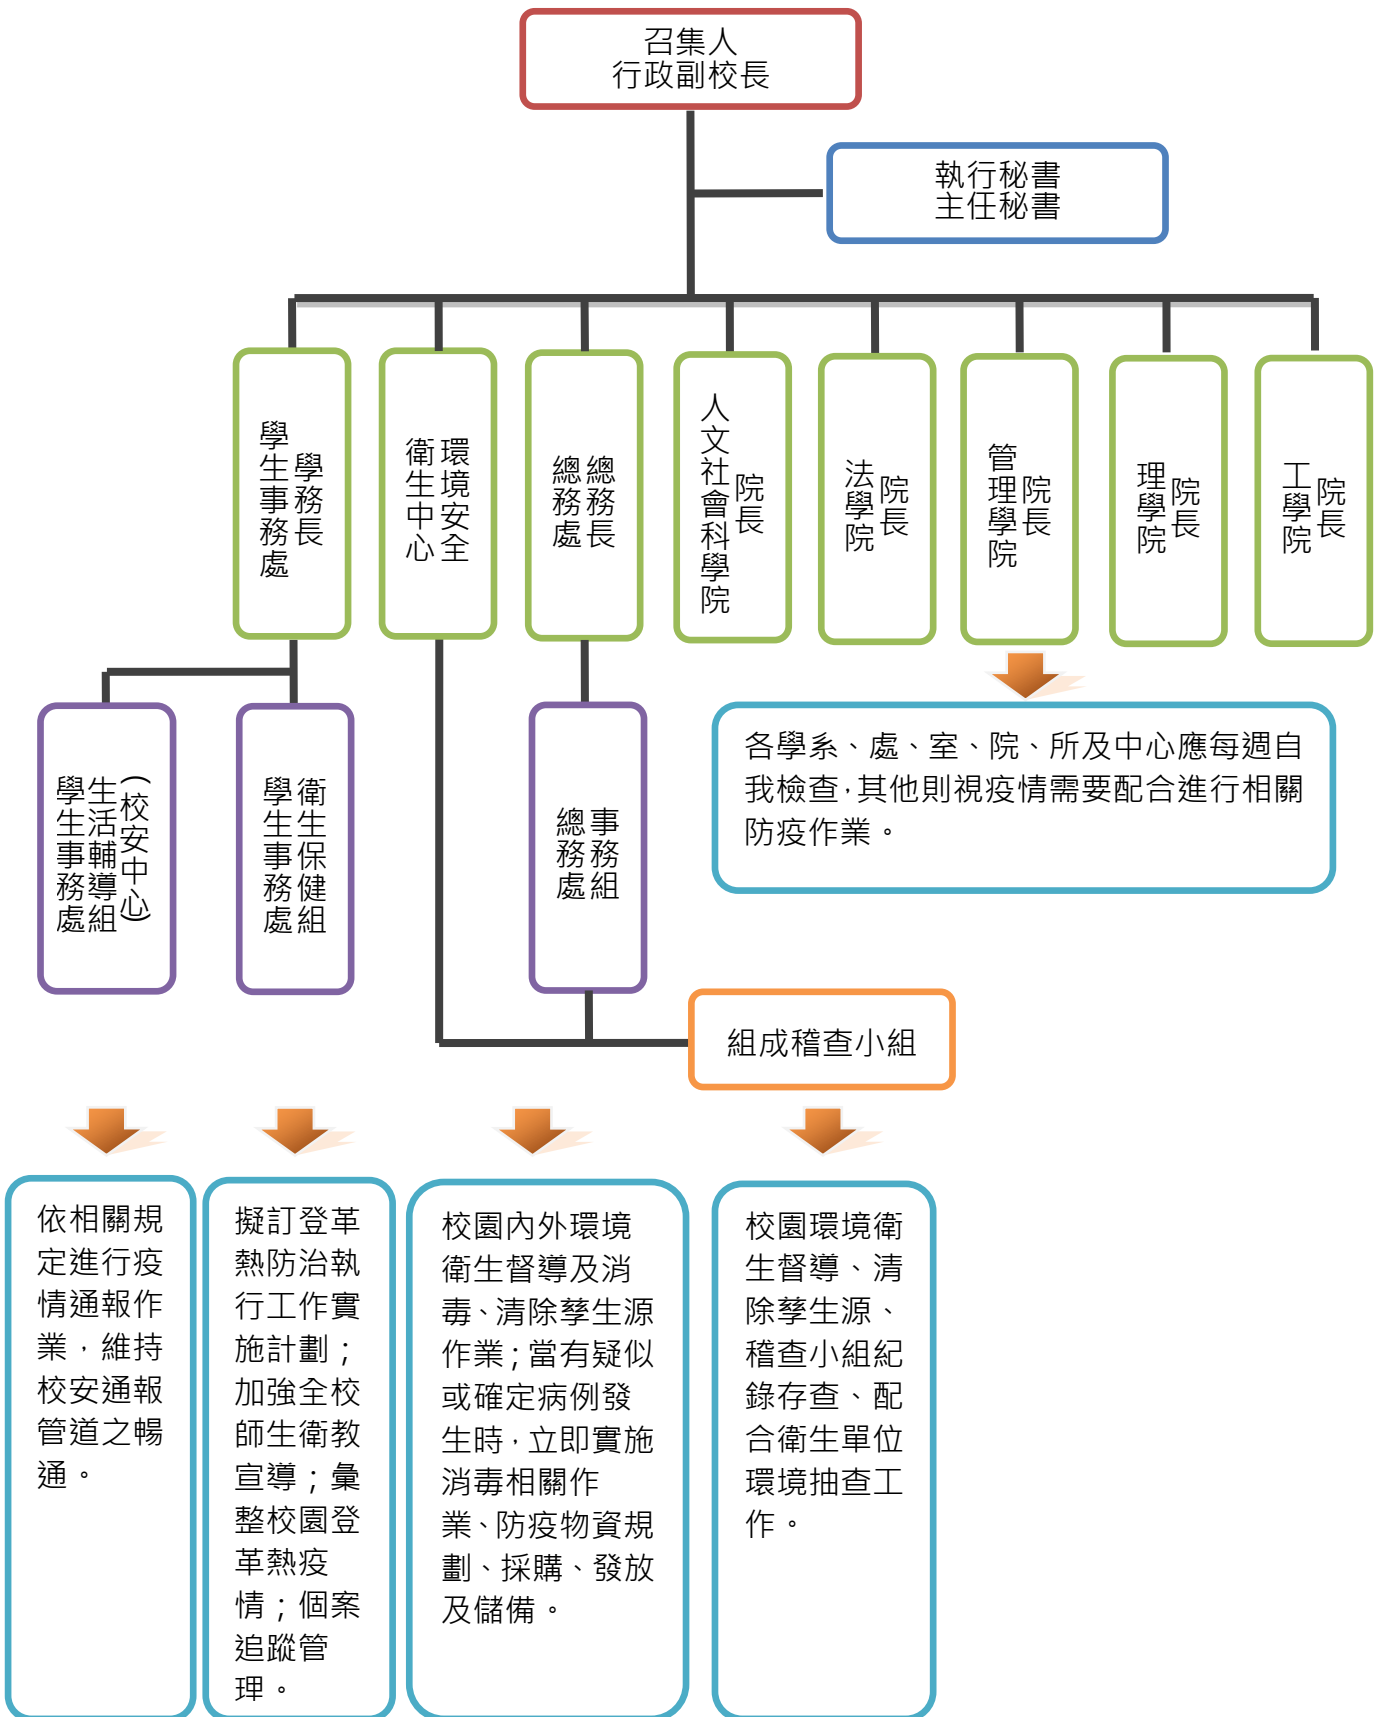 召集人
行政副校長
執行秘書
主任秘書
學生事務處
學務長
衛生中心
環境安全
總務處
總務長
人文社會科學院
院長
法學院
院長
管理學院
院長
理學院
院長
工學院
院長
學生事務處
生活輔導組
(校安中心)
學生事務處
衛生保健組
總務處
事務組
各學系、處、室、院、所及中心應每週自
我檢查,其他則視疫情需要配合進行相關
防疫作業。
組成稽查小組
依相關規
定進行疫
情通報作
業,維持
校安通報
管道之暢
通。
擬訂登革
熱防治執
行工作實
施計劃;
加強全校
師生衛教
宣導;彙
整校園登
革熱疫
情;個案
追蹤管
理。
校園內外環境
衛生督導及消
毒、清除孳生源
作業;當有疑似
或確定病例發
生時,立即實施
消毒相關作
業、防疫物資規
劃、採購、發放
及儲備。
校園環境衛
生督導、清
除孳生源、
稽查小組紀
錄存查、配
合衛生單位
環境抽查工
作。